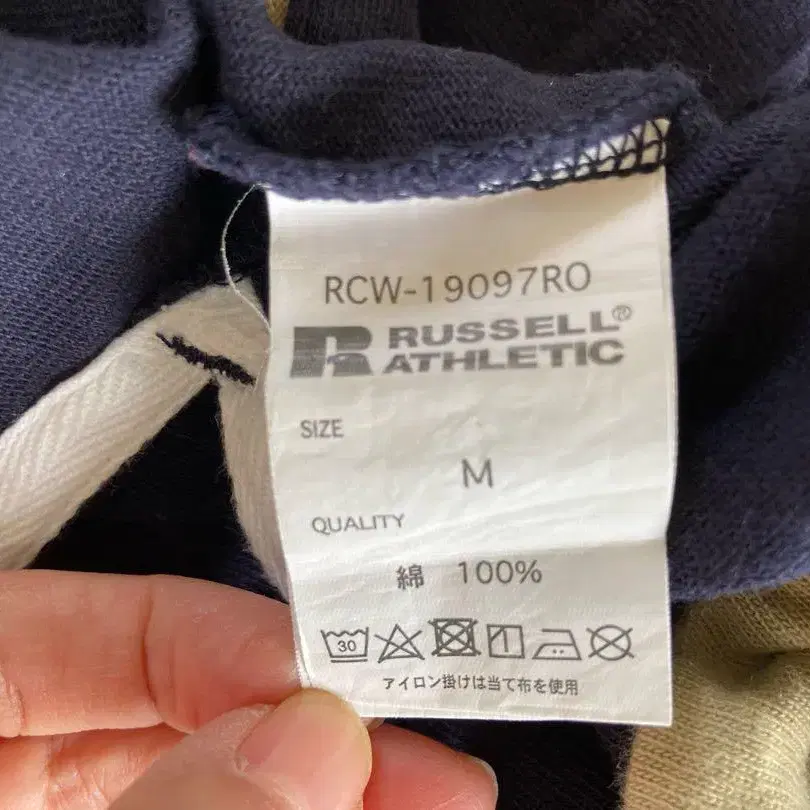 RCW-19097RO
RUSSELL®
ATHLETIC
SIZE
M
QUALITY
綿 100%
30
アイロン掛けは当て布を使用